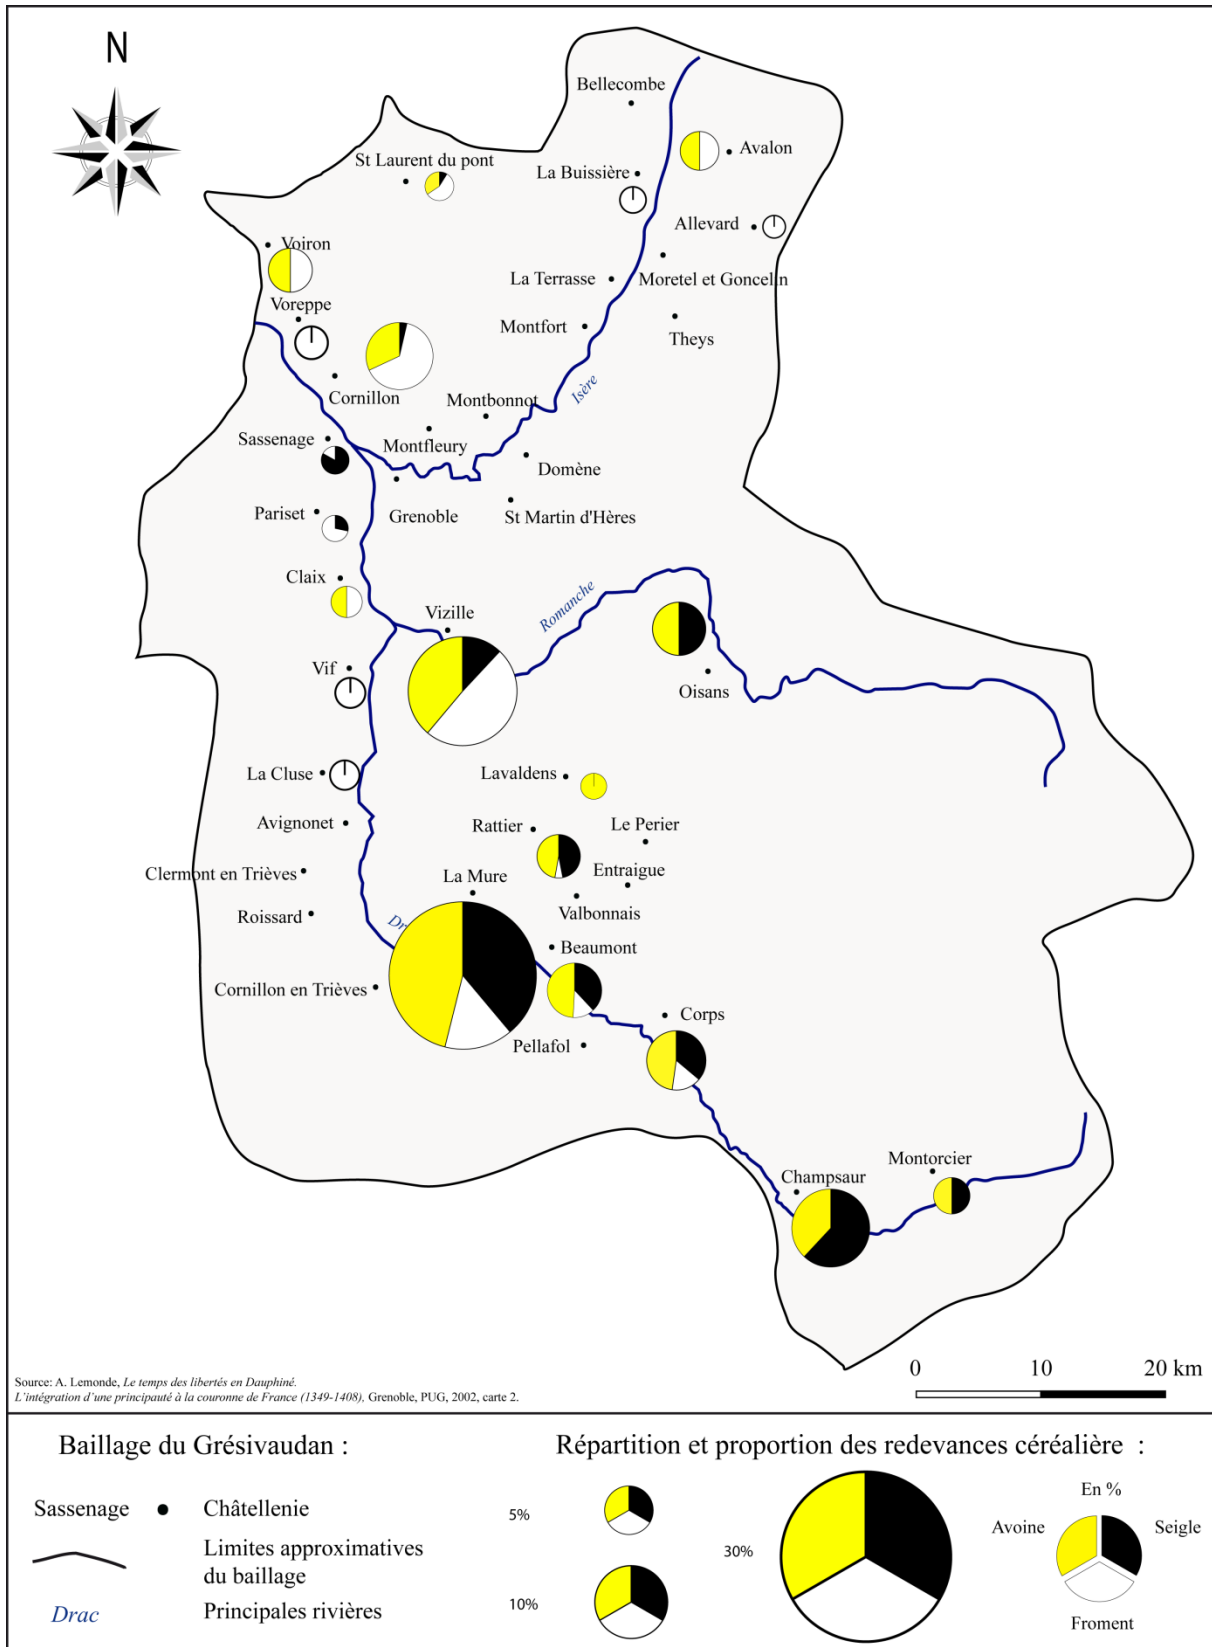 N
Bellecombe
Avalon
St Laurent du pont
La Buissière
Allevard
Voiron
La Terrasse
Moretel et Goncelin
Voreppe
Montfort
Theys
Isère
Cornillon
Montbonnot
Sassenage
Montfleury
Domène
Pariset
Grenoble
St Martin d'Hères
Claix
Romanche
Vizille
Vif
Oisans
La Cluse
Lavaldens
Avignonet
Rattier
Le Perier
Clermont en Trièves
La Mure
Entraigue
Roissard
Valbonnais
Beaumont
Cornillon en Trièves
Corps
Pellafol
Montorcier
Champsaur
0 10 20 km
Source: A. Lemonde, Le temps des libertés en Dauphiné.
L'intégration d'une principauté à la couronne de France (1349-1408), Grenoble, PUG, 2002, carte 2.
Baillage du Grésivaudan :
Sassenage
Châtellenie
Limites approximatives
du baillage
Drac
Principales rivières
Répartition et proportion des redevances céréalière :
5%
10%
30%
En %
Avoine
Seigle
Froment